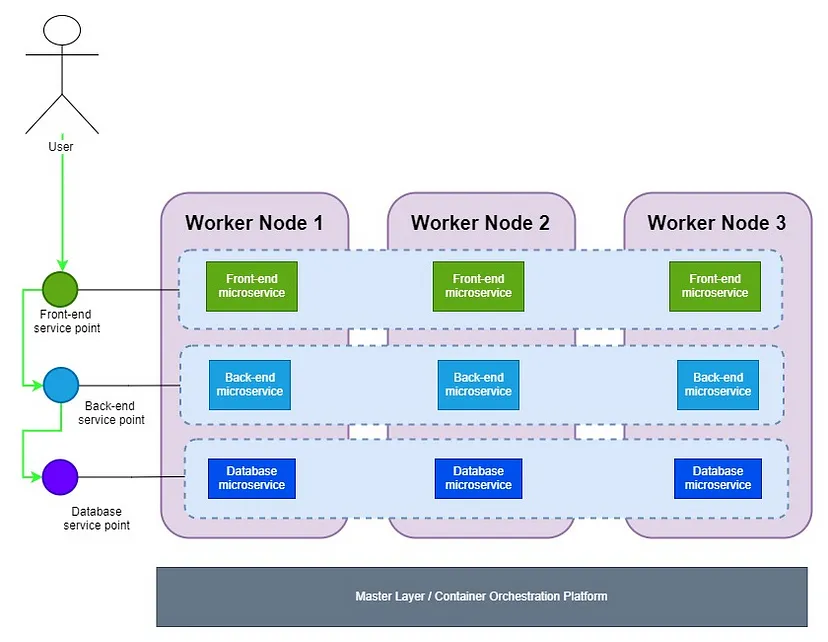 User
Worker Node 1
Worker Node 2
Worker Node 3
Front-end
microservice
Front-end
microservice
Front-end
microservice
Front-end
service point
Back-end
microservice
Back-end
microservice
Back-end
microservice
Back-end
service point
Database
microservice
Database
microservice
Database
microservice
Database
service point
Master Layer / Container Orchestration Platform